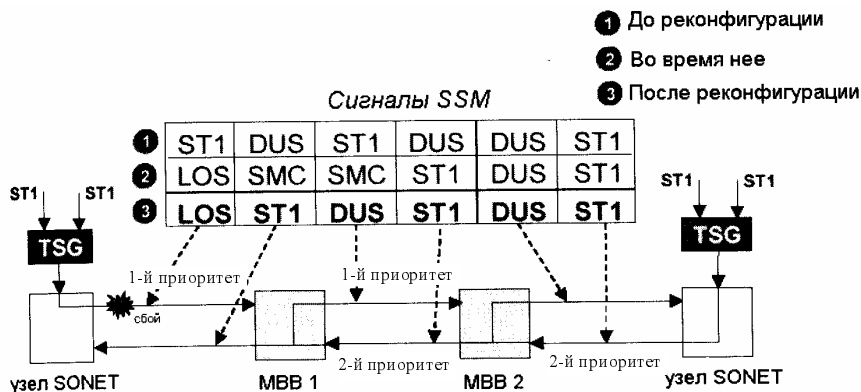 1 До реконфигурации
2 Во время нее
3 После реконфигурации
Сигналы SSM
1 ST1 DUS ST1 DUS DUS ST1
2 LOS SMC SMC ST1 DUS ST1
3 LOS ST1 DUS ST1 DUS ST1
ST1 ST1
ST1 ST1
TSG
TSG
1-й приоритет
1-й приоритет
сбой
2-й приоритет
2-й приоритет
узел SONET
МВВ 1
МВВ 2
узел SONET